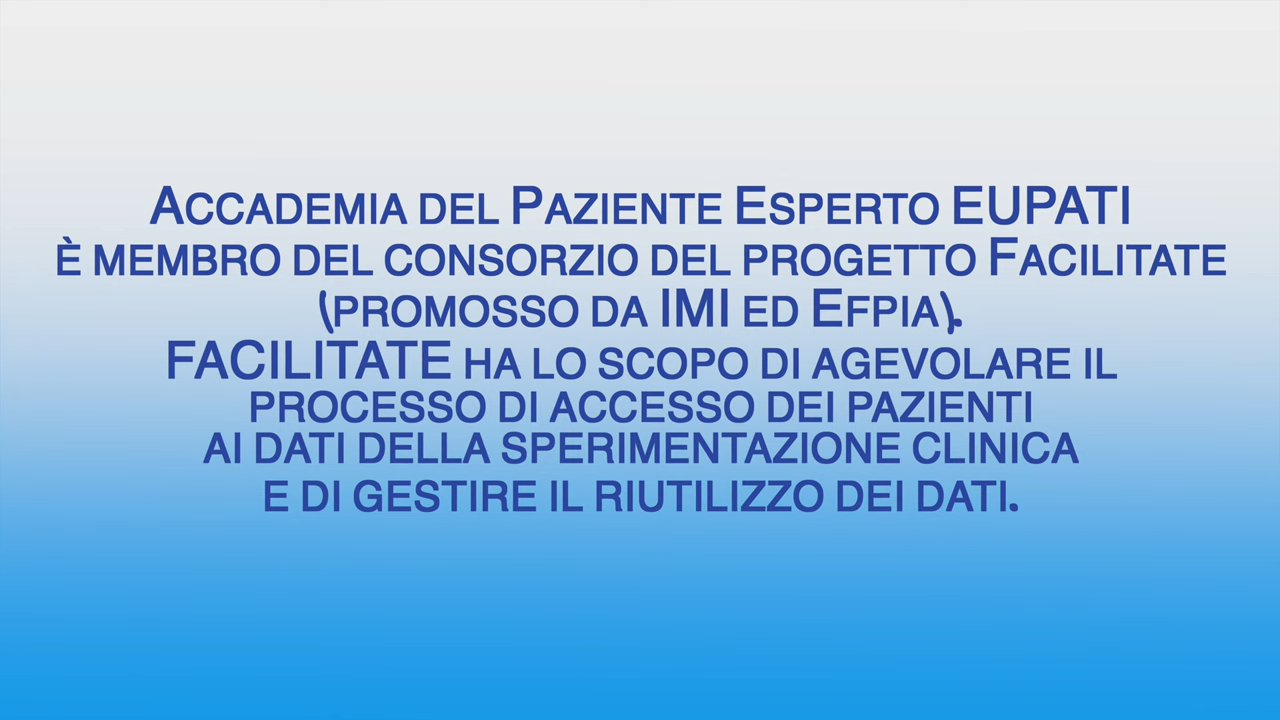 Accademia del Paziente Esperto EUPATI
è membro del consorzio del progetto Facilitate
(promosso da IMI ed Efpia).
FACILITATE ha lo scopo di agevolare il
processo di accesso dei pazienti
ai dati della sperimentazione clinica
e di gestire il riutilizzo dei dati.